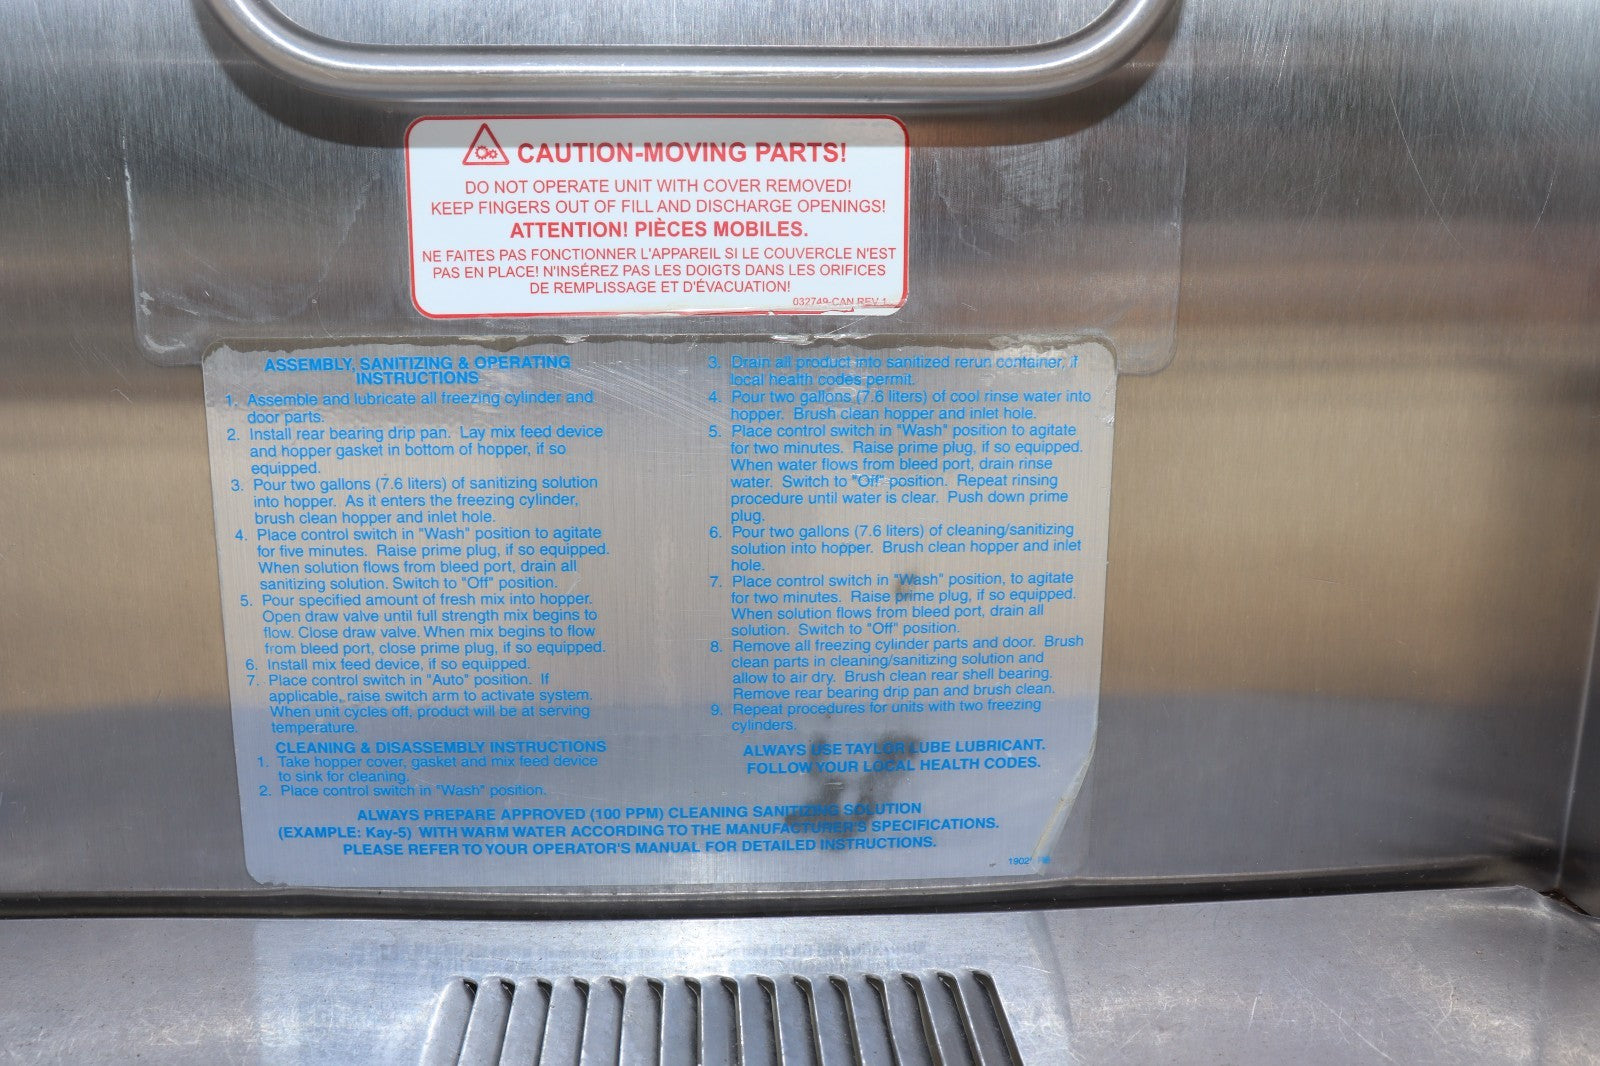 CAUTION-MOVING PARTS!
DO NOT OPERATE UNIT WITH COVER REMOVED!
KEEP FINGERS OUT OF FILL AND DISCHARGE OPENINGS!
ATTENTION! PIÈCES MOBILES.
NE FAITES PAS FONCTIONNER L'APPAREIL SI LE COUVERCLE N'EST
PAS EN PLACE! N'INSÉREZ PAS LES DOIGTS DANS LES ORIFICES
DE REMPLISSAGE ET D'ÉVACUATION!
032749-CAN REV 1
ASSEMBLY, SANITIZING & OPERATING
INSTRUCTIONS
1. Assemble and lubricate all freezing cylinder and
door parts.
2. Install rear bearing drip pan. Lay mix feed device
and hopper gasket in bottom of hopper, if so
equipped.
3. Pour two gallons (7.6 liters) of sanitizing solution
into hopper. As it enters the freezing cylinder,
brush clean hopper and inlet hole.
4. Place control switch in "Wash" position to agitate
for five minutes. Raise prime plug, if so equipped.
When solution flows from bleed port, drain all
sanitizing solution. Switch to "Off" position.
5. Pour specified amount of fresh mix into hopper.
Open draw valve until full strength mix begins to
flow. Close draw valve. When mix begins to flow
from bleed port, close prime plug, if so equipped.
6. Install mix feed device, if so equipped.
7. Place control switch in "Auto" position. If
applicable, raise switch arm to activate system.
When unit cycles off, product will be at serving
temperature.
CLEANING & DISASSEMBLY INSTRUCTIONS
1. Take hopper cover, gasket and mix feed device
to sink for cleaning.
2. Place control switch in "Wash" position.
3. Drain all product into sanitized rerun container, if
local health codes permit.
4. Pour two gallons (7.6 liters) of cool rinse water into
hopper. Brush clean hopper and inlet hole.
5. Place control switch in "Wash" position to agitate
for two minutes. Raise prime plug, if so equipped.
When water flows from bleed port, drain rinse
water. Switch to "Off" position. Repeat rinsing
procedure until water is clear. Push down prime
plug.
6. Pour two gallons (7.6 liters) of cleaning/sanitizing
solution into hopper. Brush clean hopper and inlet
hole.
7. Place control switch in "Wash" position, to agitate
for two minutes. Raise prime plug, if so equipped.
When solution flows from bleed port, drain all
solution. Switch to "Off" position.
8. Remove all freezing cylinder parts and door. Brush
clean parts in cleaning/sanitizing solution and
allow to air dry. Brush clean rear shell bearing.
Remove rear bearing drip pan and brush clean.
9. Repeat procedures for units with two freezing
cylinders.
ALWAYS USE TAYLOR LUBE LUBRICANT.
FOLLOW YOUR LOCAL HEALTH CODES.
ALWAYS PREPARE APPROVED (100 PPM) CLEANING SANITIZING SOLUTION
(EXAMPLE: Kay-5) WITH WARM WATER ACCORDING TO THE MANUFACTURER'S SPECIFICATIONS.
PLEASE REFER TO YOUR OPERATOR'S MANUAL FOR DETAILED INSTRUCTIONS.